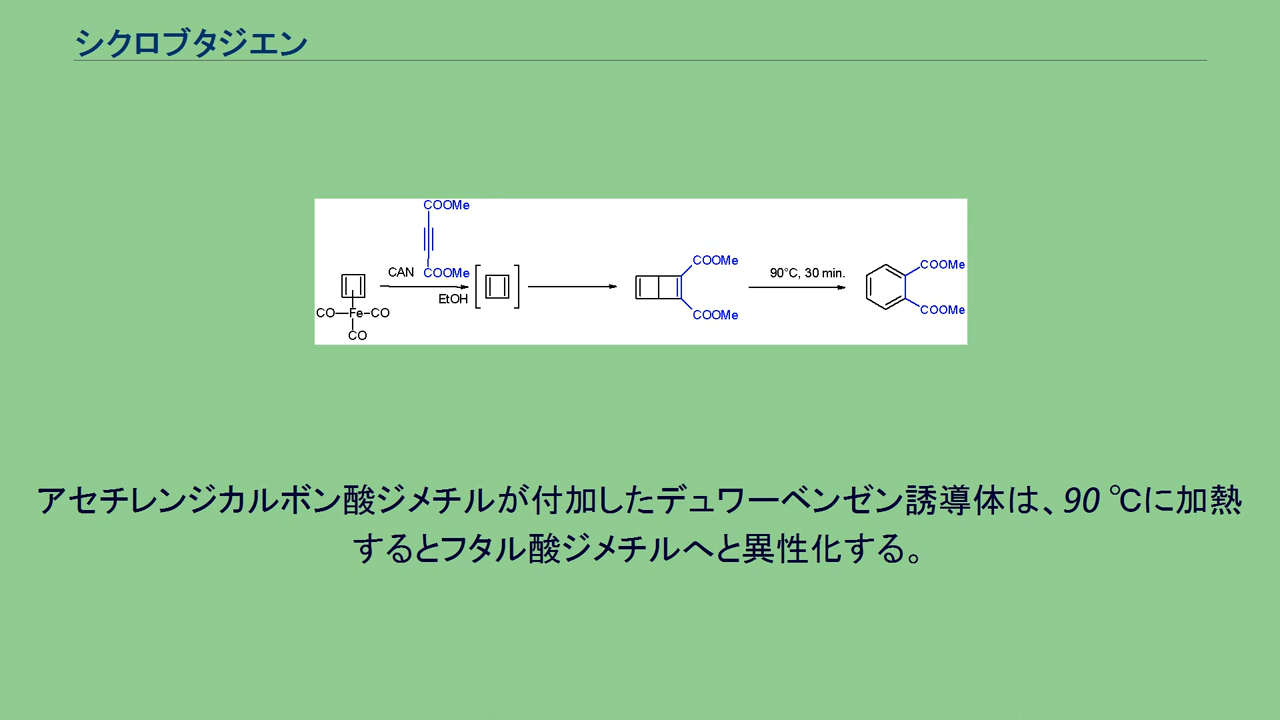 シクロブタジエン
COOMe
CAN COOMe
EtOH
CO Fe CO
CO
COOMe
COOMe
90°C, 30 min.
COOMe
COOMe
アセチレンジカルボン酸ジメチルが付加したデュワーベンゼン誘導体は、90 ℃に加熱
するとフタル酸ジメチルへと異性化する。